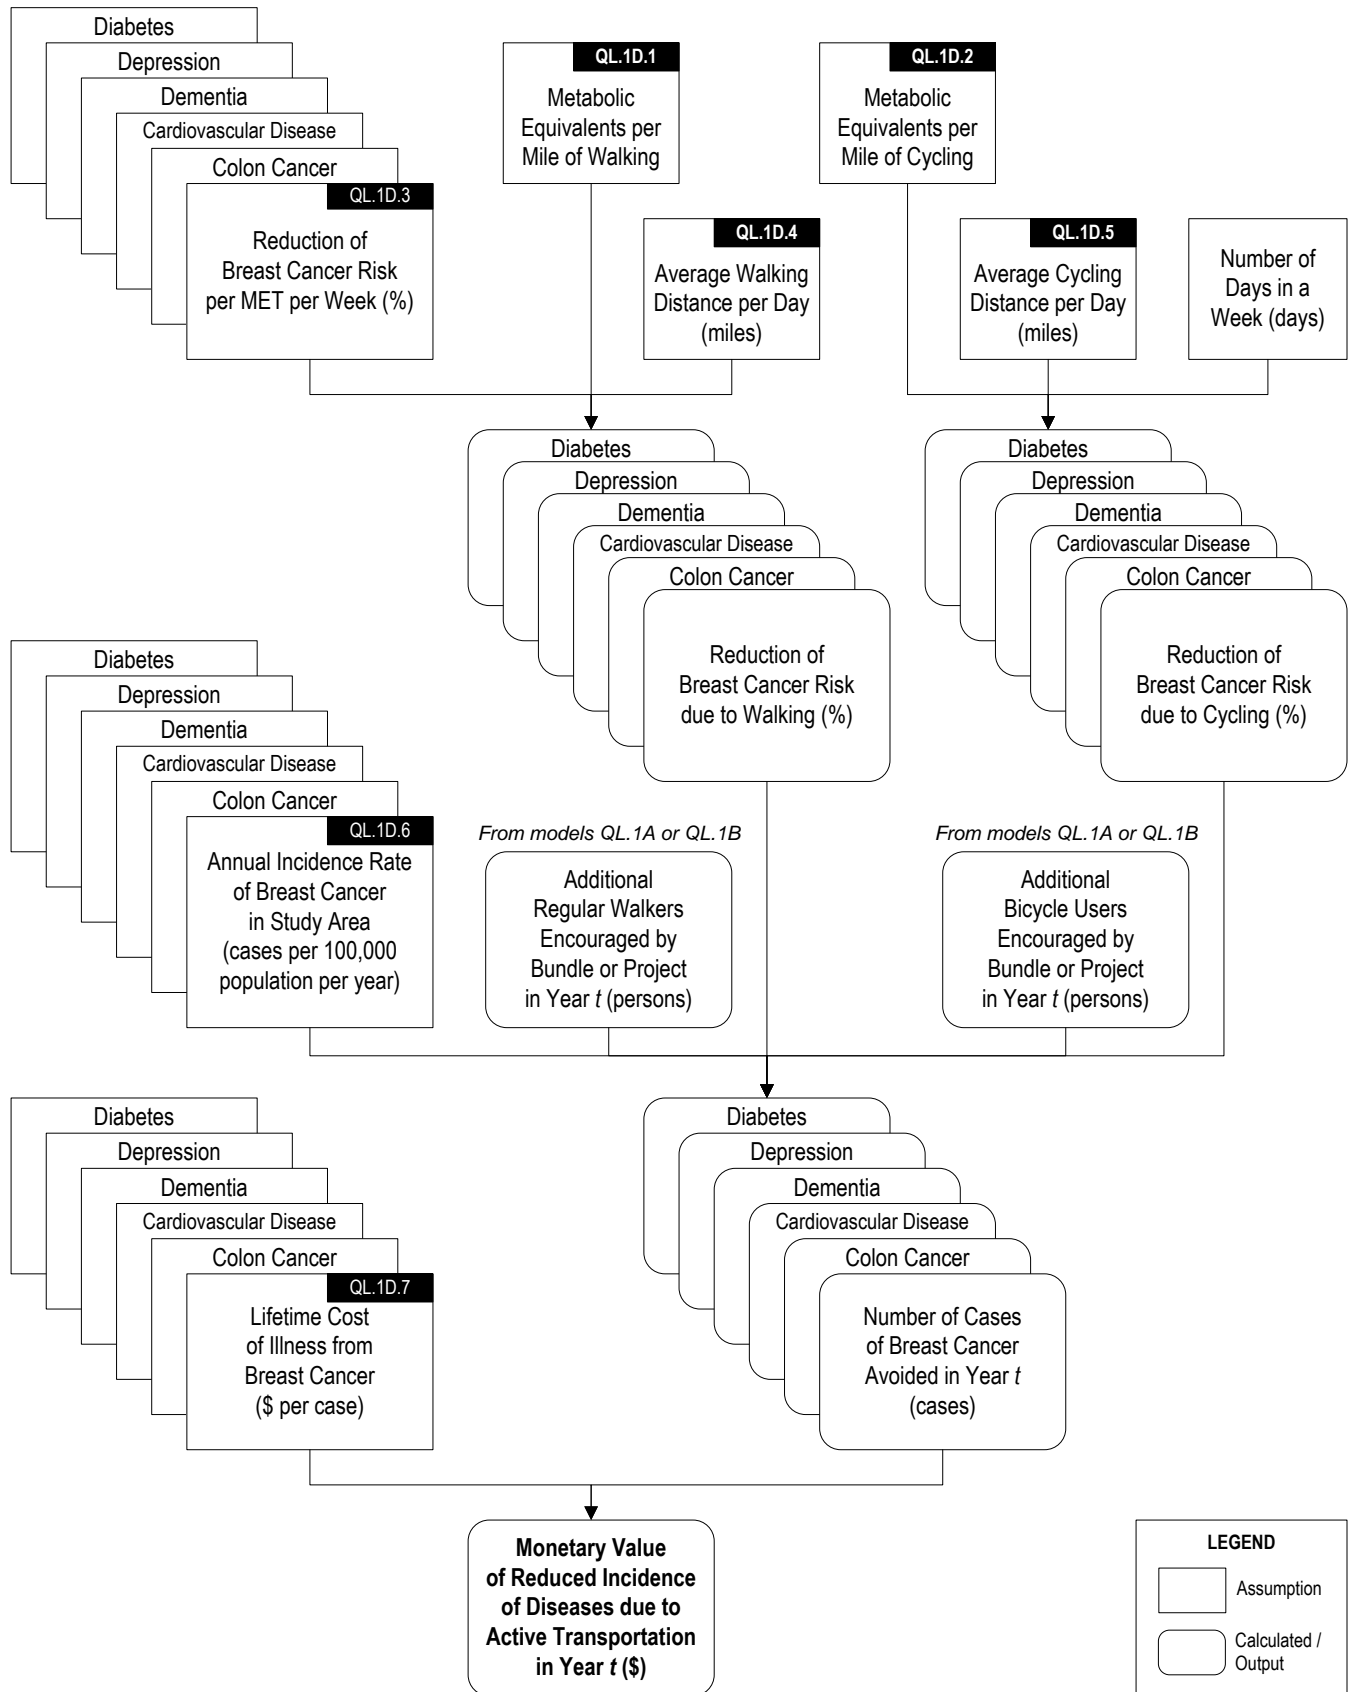 Diabetes
Depression
Dementia
Cardiovascular Disease
Colon Cancer
QL.1D.3
Reduction of
Breast Cancer Risk
per MET per Week (%)
QL.1D.1
Metabolic
Equivalents per
Mile of Walking
QL.1D.2
Metabolic
Equivalents per
Mile of Cycling
QL.1D.4
Average Walking
Distance per Day
(miles)
QL.1D.5
Average Cycling
Distance per Day
(miles)
Number of
Days in a
Week (days)
Diabetes
Depression
Dementia
Cardiovascular Disease
Colon Cancer
Reduction of
Breast Cancer Risk
due to Walking (%)
Diabetes
Depression
Dementia
Cardiovascular Disease
Colon Cancer
Reduction of
Breast Cancer Risk
due to Cycling (%)
Diabetes
Depression
Dementia
Cardiovascular Disease
Colon Cancer
QL.1D.6
Annual Incidence Rate
of Breast Cancer
in Study Area
(cases per 100,000
population per year)
From models QL.1A or QL.1B
Additional
Regular Walkers
Encouraged by
Bundle or Project
in Year t (persons)
From models QL.1A or QL.1B
Additional
Bicycle Users
Encouraged by
Bundle or Project
in Year t (persons)
Diabetes
Depression
Dementia
Cardiovascular Disease
Colon Cancer
QL.1D.7
Lifetime Cost
of Illness from
Breast Cancer
($ per case)
Diabetes
Depression
Dementia
Cardiovascular Disease
Colon Cancer
Number of Cases
of Breast Cancer
Avoided in Year t
(cases)
Monetary Value
of Reduced Incidence
of Diseases due to
Active Transportation
in Year t ($)
LEGEND
Assumption
Calculated /
Output